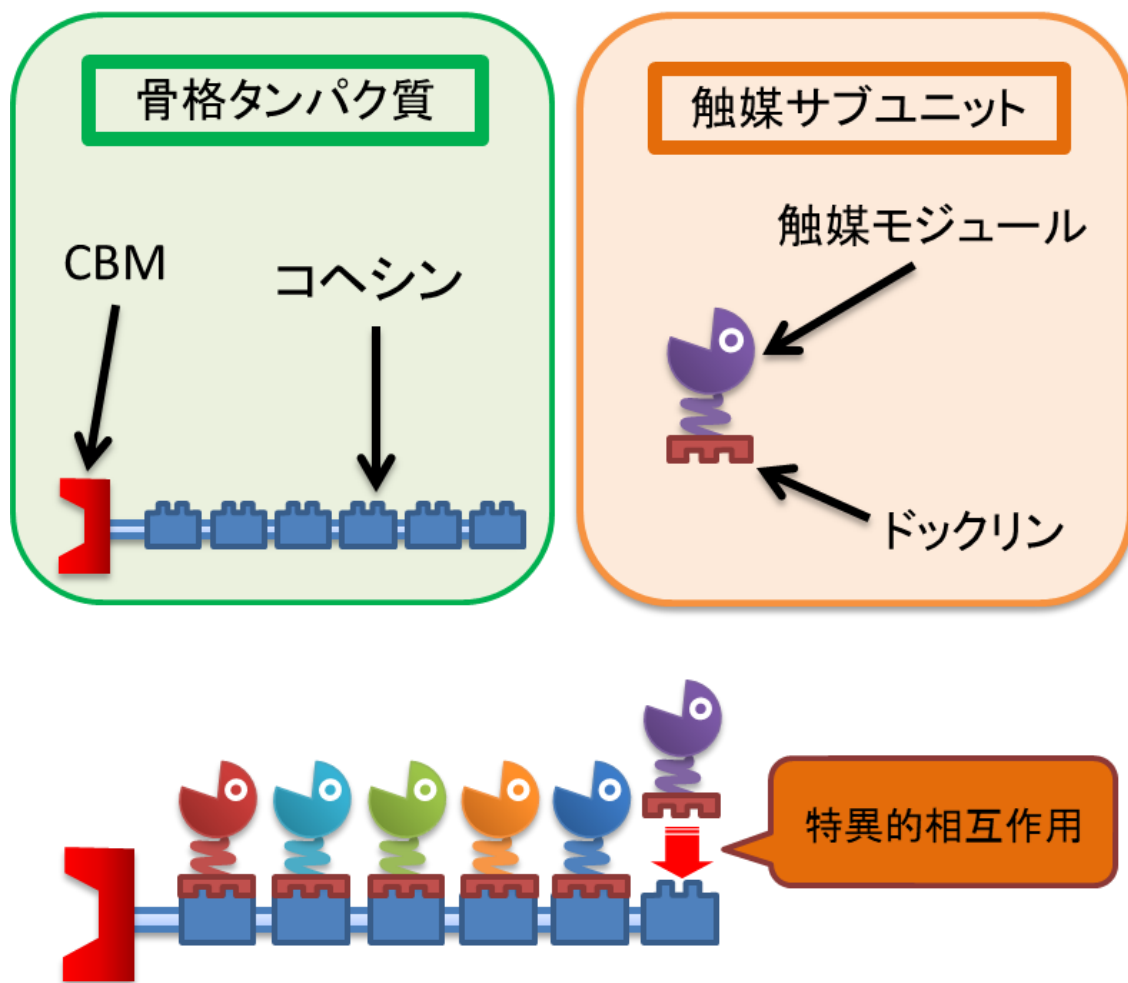 骨格タンパク質
触媒サブユニット
触媒モジュール
CBM
コヘシン
ドックリン
特異的相互作用